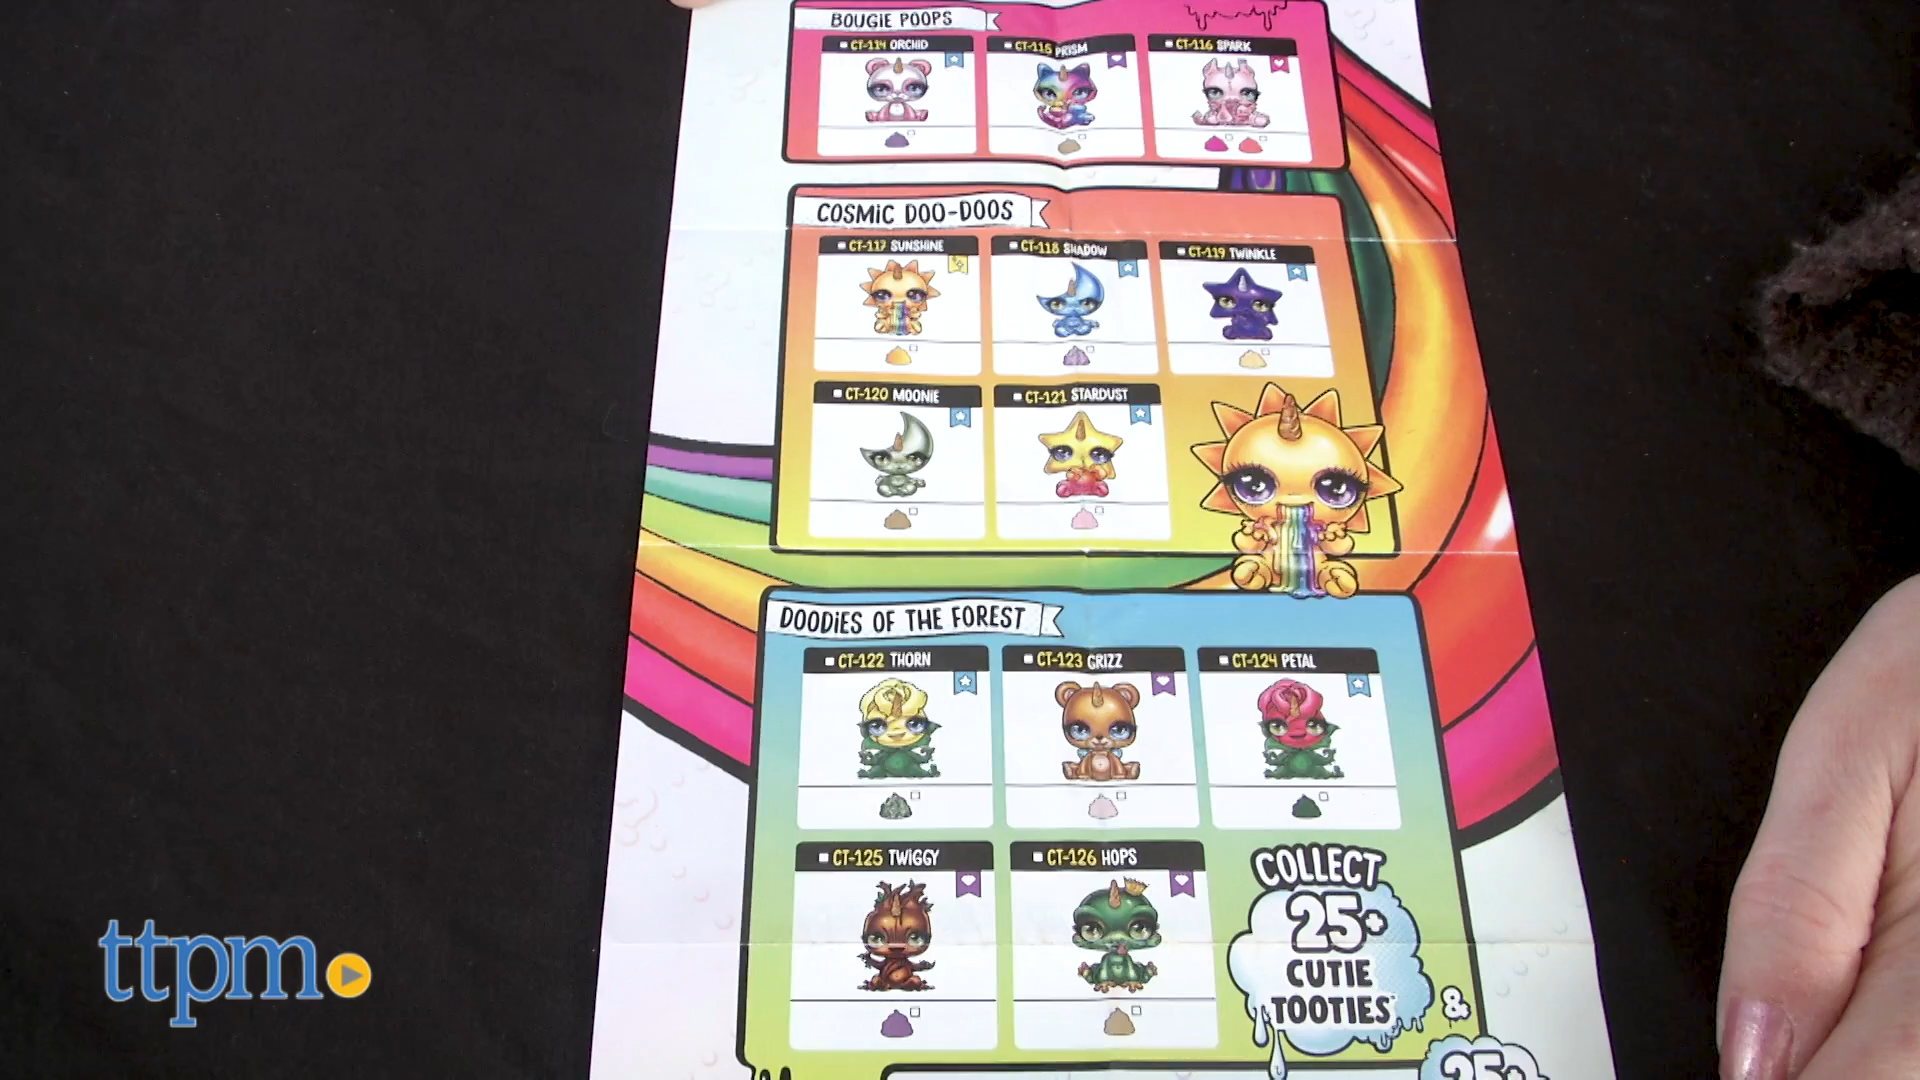 BOUGIE POOPS
CT-114 ORCHID
CT-115 PRISM
CT-116 SPARK
COSMIC DOO-DOOS
CT-117 SUNSHINE
CT-118 SHADOW
CT-119 TWINKLE
CT-120 MOONIE
CT-121 STARDUST
DOODIES OF THE FOREST
CT-122 THORN
CT-123 GRIZZ
CT-124 PETAL
CT-125 TWIGGY
CT-126 HOPS
COLLECT
25+
CUTIE
TOOTIES™
&
25+
ttpm